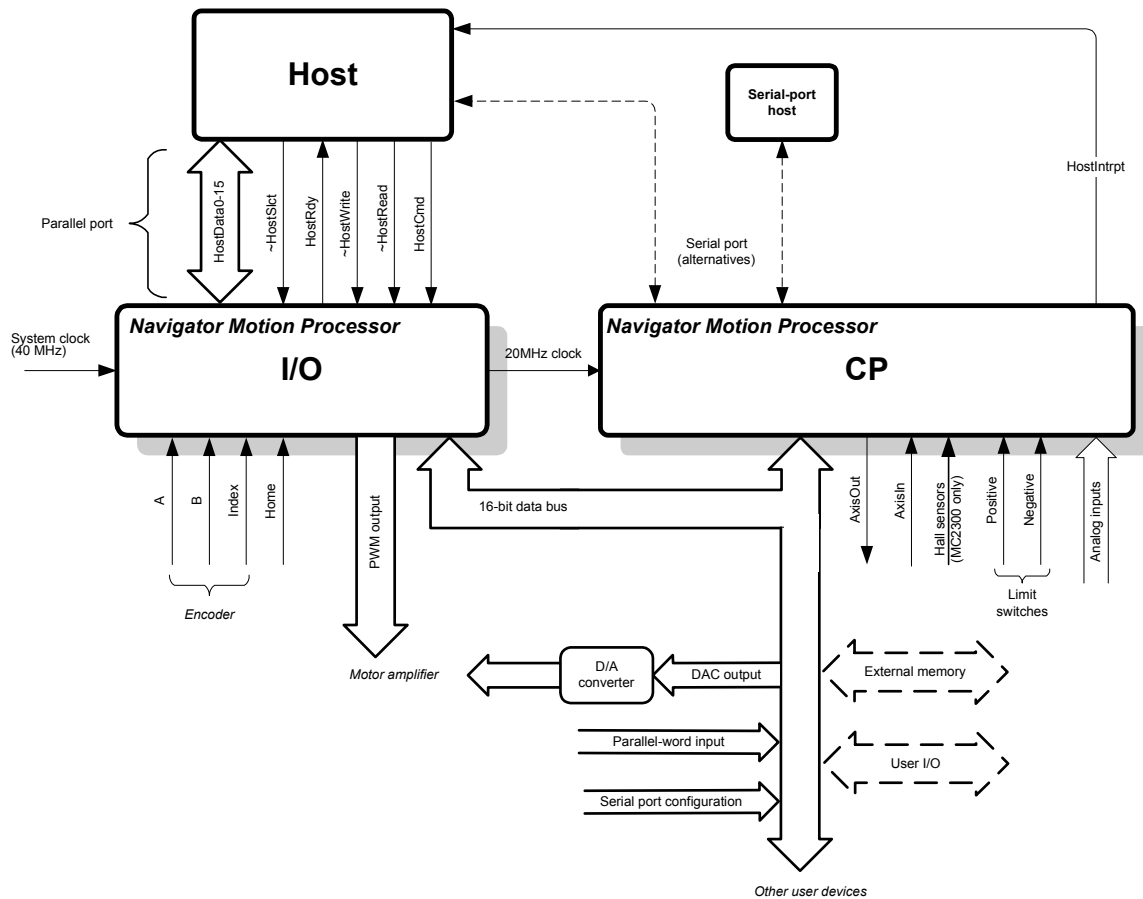 Host
Serial-port
host
HostIntrpt
Parallel port
HostData0-15
~HostSlct
HostRdy
~HostWrite
~HostRead
HostCmd
Serial port
(alternatives)
System clock
(40 MHz)
Navigator Motion Processor
I/O
20MHz clock
Navigator Motion Processor
CP
A
B
Index
Home
PWM output
16-bit data bus
AxisOut
AxisIn
Hall sensors
(MC2300 only)
Positive
Negative
Analog inputs
Encoder
Limit
switches
Motor amplifier
D/A
converter
DAC output
External memory
Parallel-word input
User I/O
Serial port configuration
Other user devices